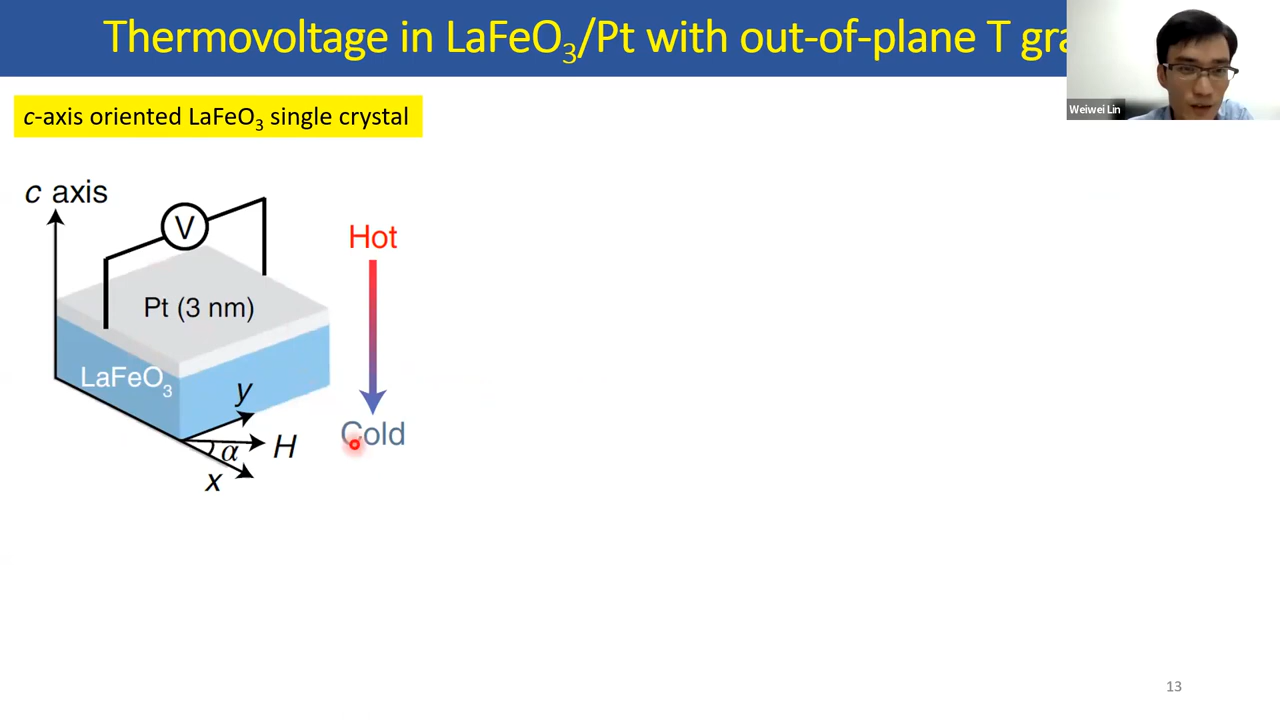 Thermovoltage in LaFeO₃/Pt with out-of-plane T
Weiwei Lin
c-axis oriented LaFeO₃ single crystal
c axis
V
Hot
Pt (3 nm)
LaFeO₃
y
Cold
H
α
x
13